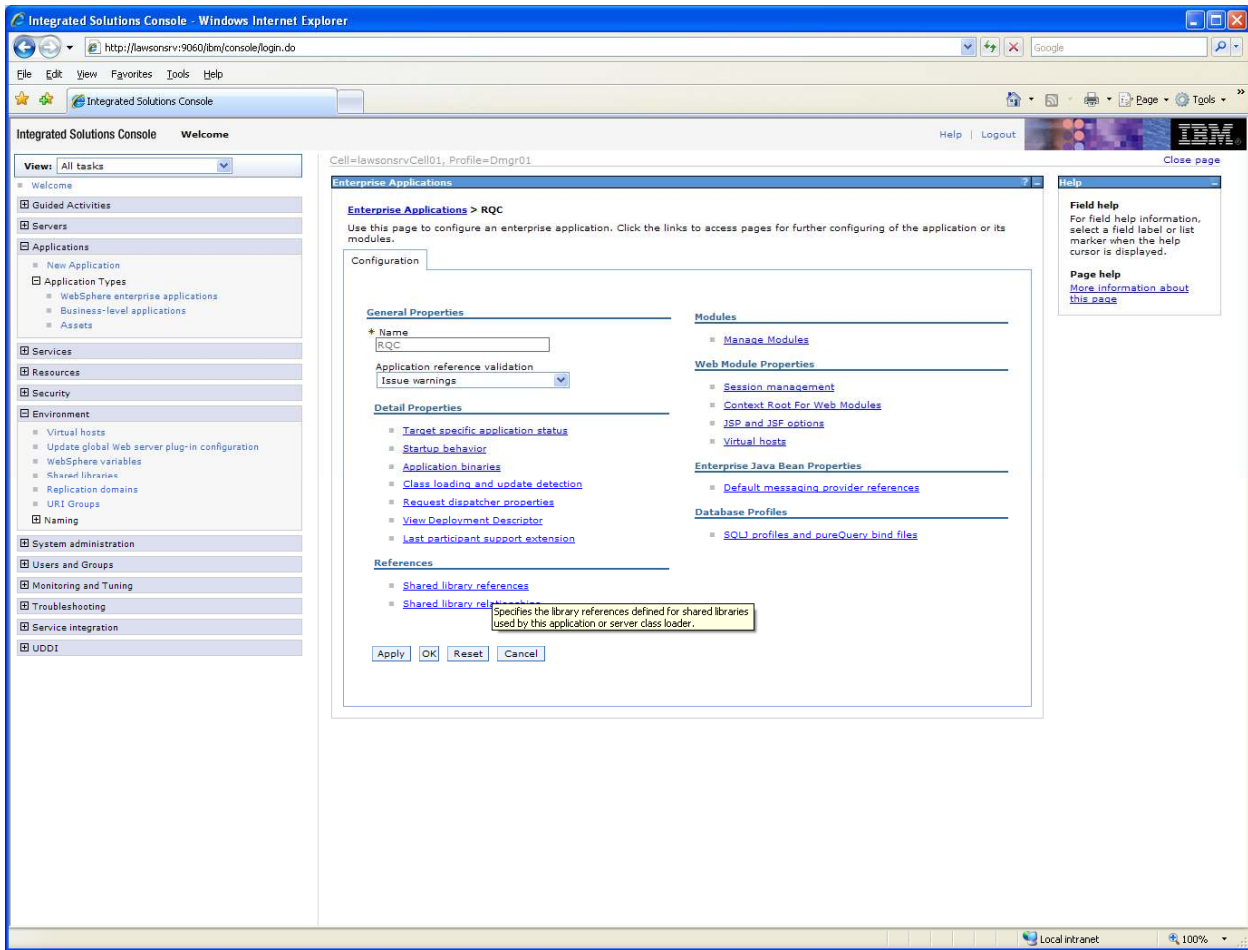 Integrated Solutions Console - Windows Internet Explorer
http://lawsonsrv:9060/ibm/console/login.do
Google
File Edit View Favorites Tools Help
Integrated Solutions Console
Page Tools
Integrated Solutions Console Welcome
Help | Logout
IBM.
View: All tasks
Welcome
Guided Activities
Servers
Applications
New Application
Application Types
WebSphere enterprise applications
Business-level applications
Assets
Services
Resources
Security
Environment
Virtual hosts
Update global Web server plug-in configuration
WebSphere variables
Shared libraries
Replication domains
URI Groups
Naming
System administration
Users and Groups
Monitoring and Tuning
Troubleshooting
Service integration
UDDI
Cell=lawsonsrvCell01, Profile=Dmgr01
Close page
Enterprise Applications
Enterprise Applications > RQC
Use this page to configure an enterprise application. Click the links to access pages for further configuring of the application or its
modules.
Configuration
General Properties
* Name
RQC
Application reference validation
Issue warnings
Detail Properties
Target specific application status
Startup behavior
Application binaries
Class loading and update detection
Request dispatcher properties
View Deployment Descriptor
Last participant support extension
References
Shared library references
Shared library relationships
Specifies the library references defined for shared libraries
used by this application or server class loader.
Apply OK Reset Cancel
Modules
Manage Modules
Web Module Properties
Session management
Context Root For Web Modules
JSP and JSF options
Virtual hosts
Enterprise Java Bean Properties
Default messaging provider references
Database Profiles
SQLJ profiles and pureQuery bind files
Help
Field help
For field help information,
select a field label or list
marker when the help
cursor is displayed.
Page help
More information about
this page
Local intranet
100%